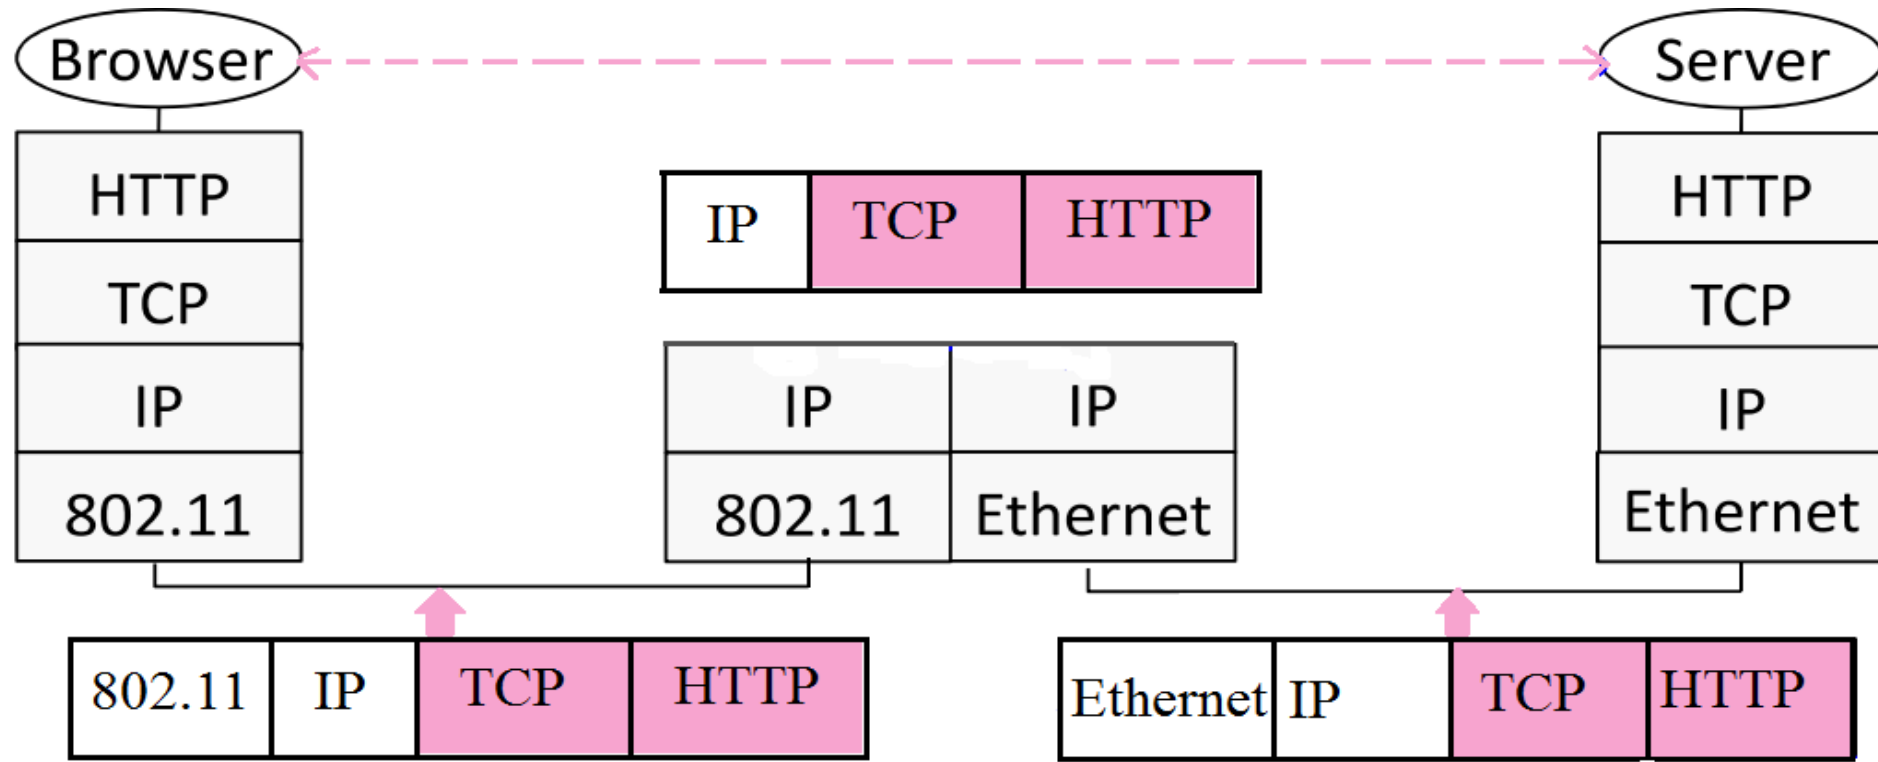 Browser
Server
HTTP
TCP
IP
802.11
IP TCP HTTP
IP IP
802.11 Ethernet
HTTP
TCP
IP
Ethernet
802.11 IP TCP HTTP
Ethernet IP TCP HTTP